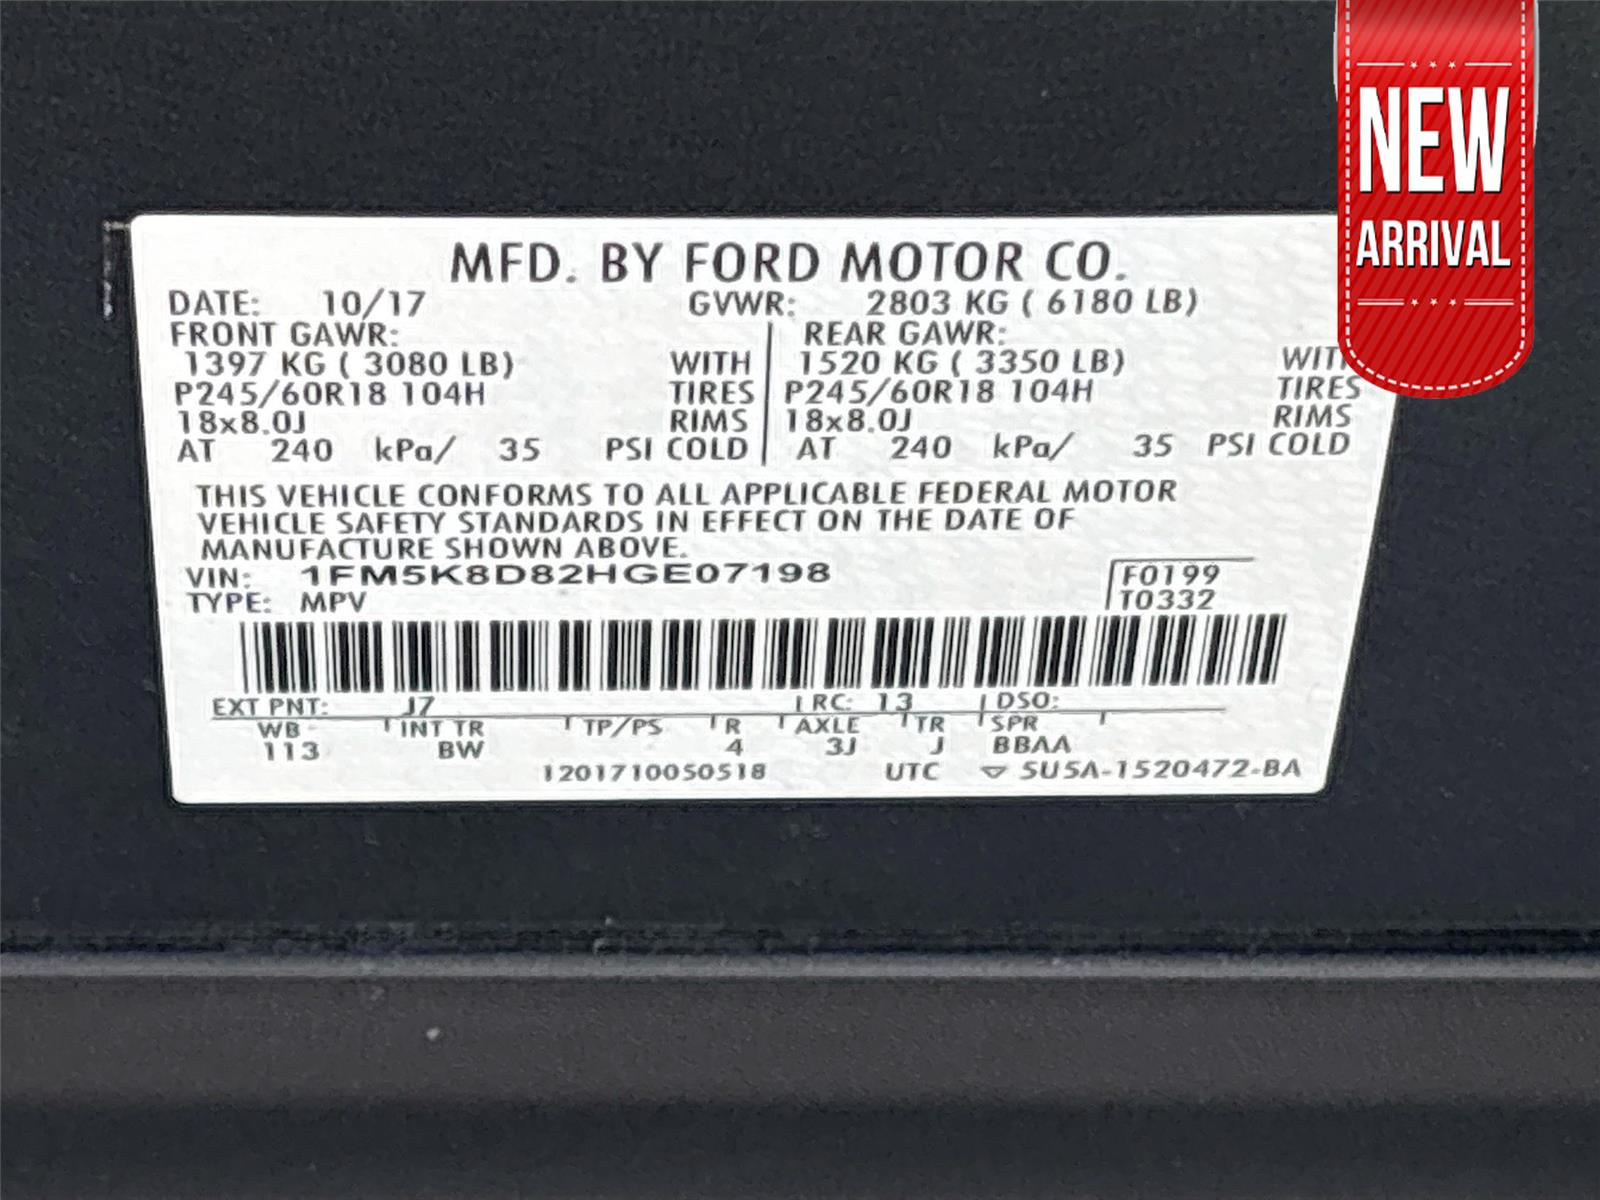 NEW
ARRIVAL
MFD. BY FORD MOTOR CO.
DATE: 10/17 GVWR: 2803 KG ( 6180 LB)
FRONT GAWR: REAR GAWR:
1397 KG ( 3080 LB) WITH 1520 KG ( 3350 LB) WITH
P245/60R18 104H TIRES P245/60R18 104H TIRES
18x8.0J RIMS 18x8.0J RIMS
AT 240 kPa/ 35 PSI COLD AT 240 kPa/ 35 PSI COLD
THIS VEHICLE CONFORMS TO ALL APPLICABLE FEDERAL MOTOR
VEHICLE SAFETY STANDARDS IN EFFECT ON THE DATE OF
MANUFACTURE SHOWN ABOVE.
VIN: 1FM5K8D82HGE07198 F0199
TYPE: MPV T0332
EXT PNT: J7 RC: 13 DSO:
WB INT TR TP/PS R AXLE TR SPR
113 BW 4 3J J BBAA
1201710050518 UTC ▽ 5U5A-1520472-BA